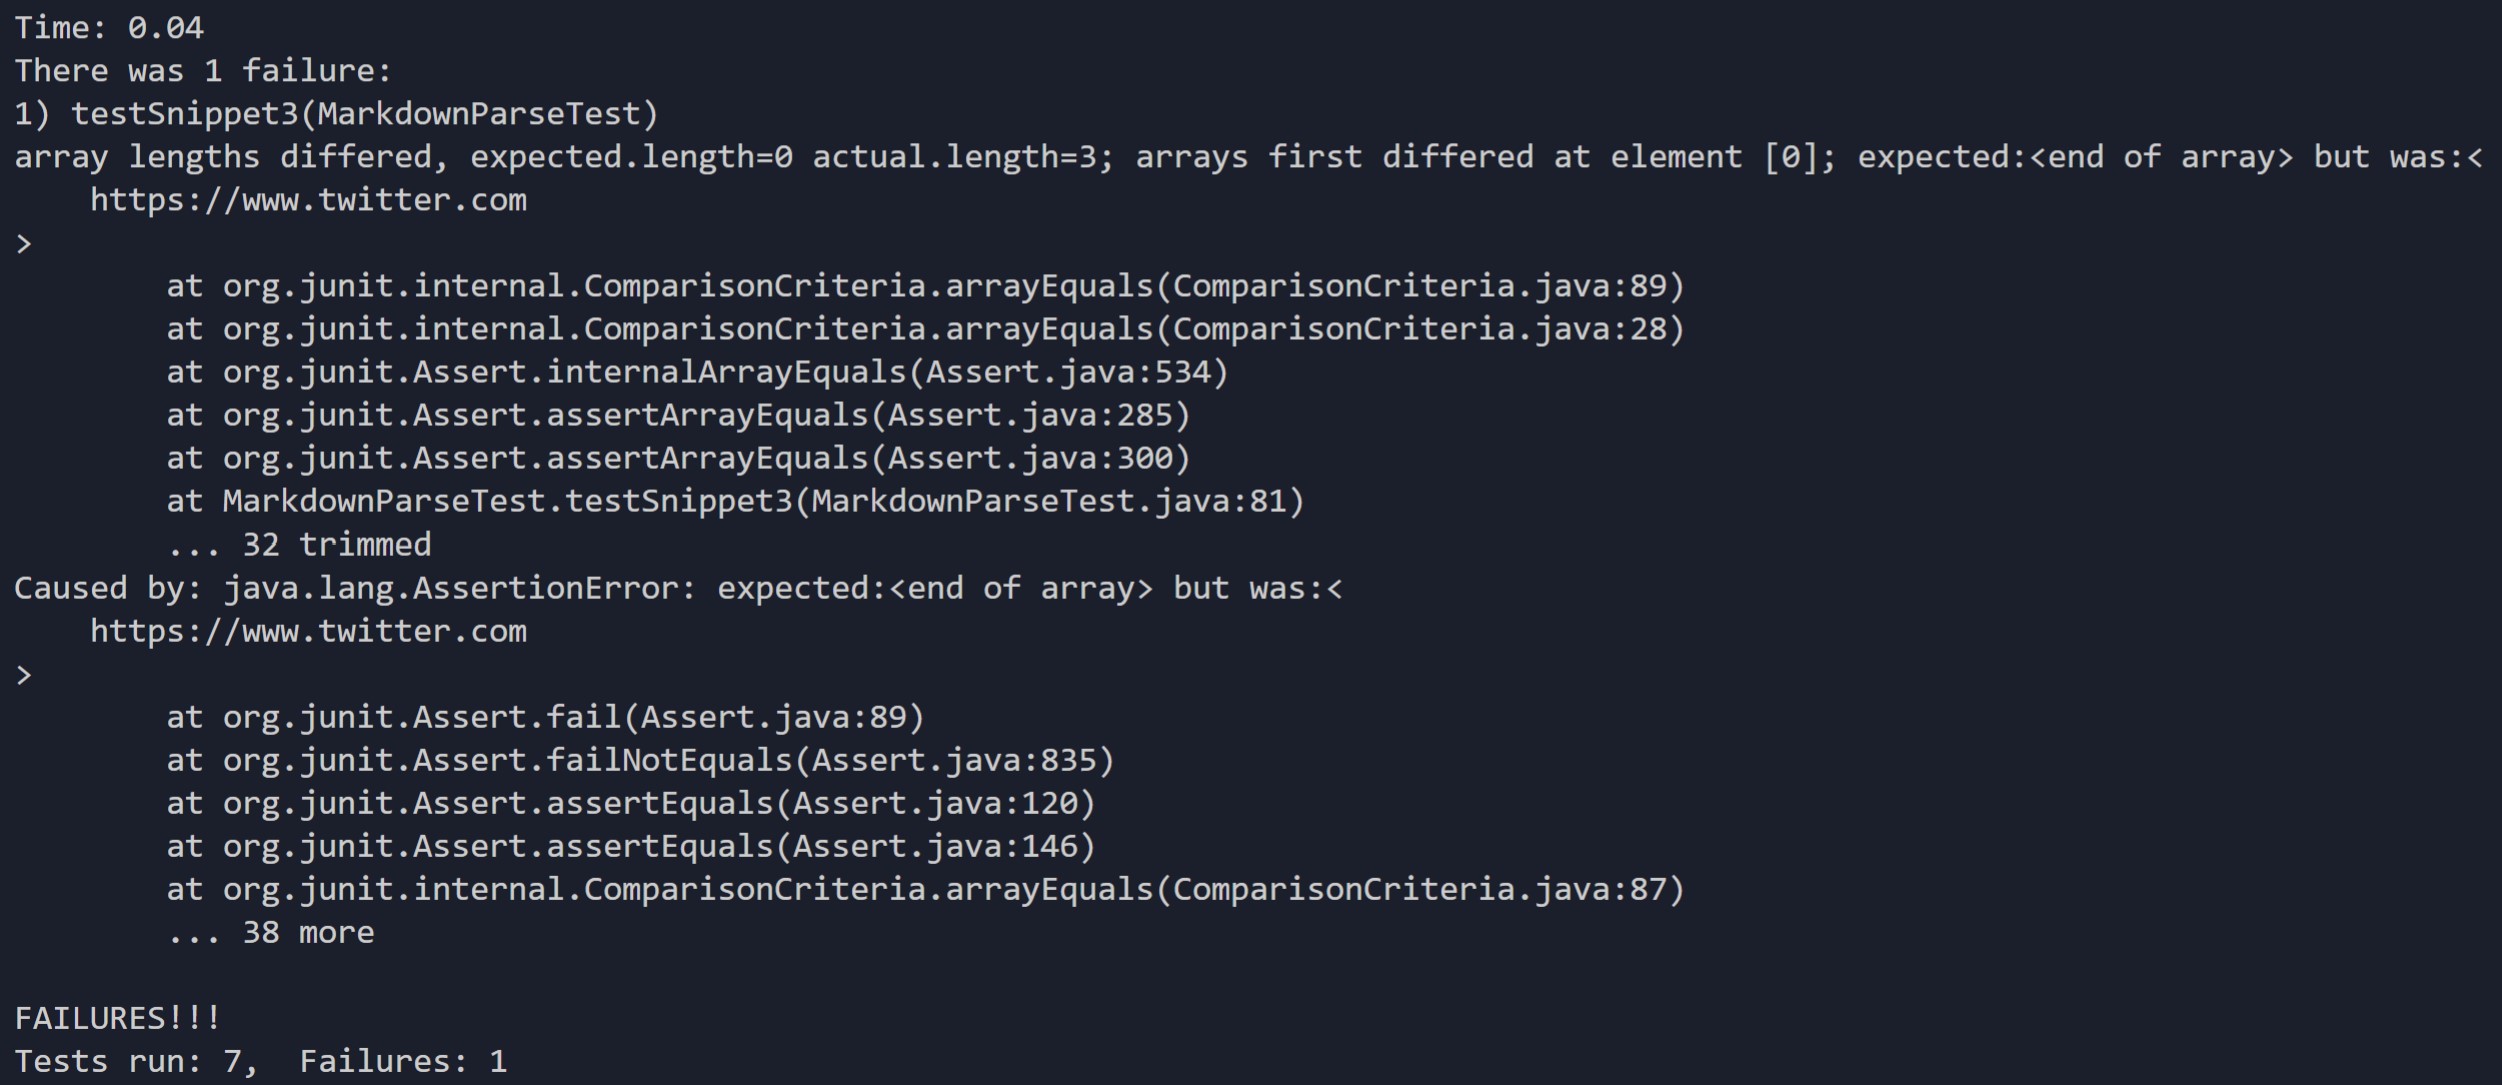 Time: 0.04
There was 1 failure:
1) testSnippet3(MarkdownParseTest)
array lengths differed, expected.length=0 actual.length=3; arrays first differed at element [0]; expected:<end of array> but was:<
    https://www.twitter.com
>
        at org.junit.internal.ComparisonCriteria.arrayEquals(ComparisonCriteria.java:89)
        at org.junit.internal.ComparisonCriteria.arrayEquals(ComparisonCriteria.java:28)
        at org.junit.Assert.internalArrayEquals(Assert.java:534)
        at org.junit.Assert.assertArrayEquals(Assert.java:285)
        at org.junit.Assert.assertArrayEquals(Assert.java:300)
        at MarkdownParseTest.testSnippet3(MarkdownParseTest.java:81)
        ... 32 trimmed
Caused by: java.lang.AssertionError: expected:<end of array> but was:<
    https://www.twitter.com
>
        at org.junit.Assert.fail(Assert.java:89)
        at org.junit.Assert.failNotEquals(Assert.java:835)
        at org.junit.Assert.assertEquals(Assert.java:120)
        at org.junit.Assert.assertEquals(Assert.java:146)
        at org.junit.internal.ComparisonCriteria.arrayEquals(ComparisonCriteria.java:87)
        ... 38 more

FAILURES!!!
Tests run: 7,  Failures: 1